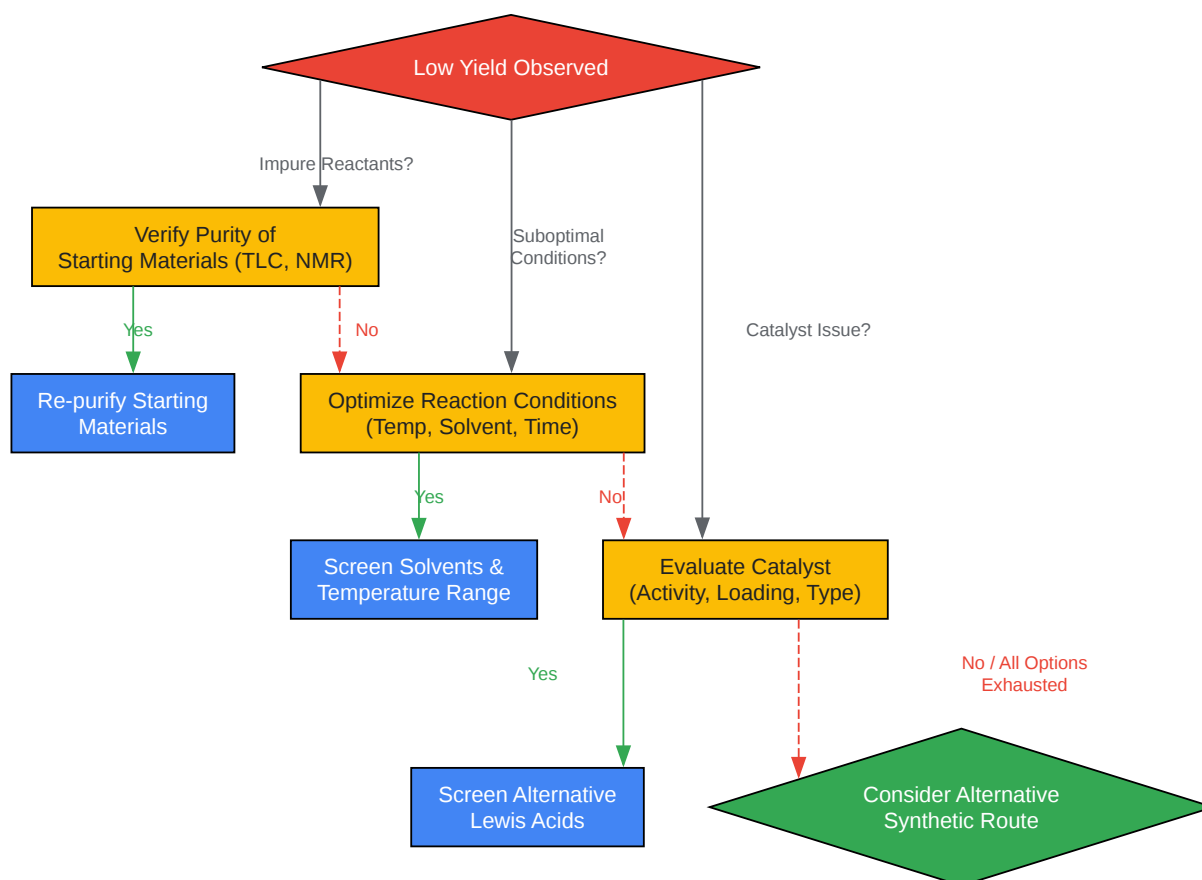 Low Yield Observed
Impure Reactants?
Verify Purity of
Starting Materials (TLC, NMR)
Suboptimal
Conditions?
Yes
No
Catalyst Issue?
Re-purify Starting
Materials
Optimize Reaction Conditions
(Temp, Solvent, Time)
Yes
No
Screen Solvents &
Temperature Range
Evaluate Catalyst
(Activity, Loading, Type)
Yes
No / All Options
Exhausted
Screen Alternative
Lewis Acids
Consider Alternative
Synthetic Route